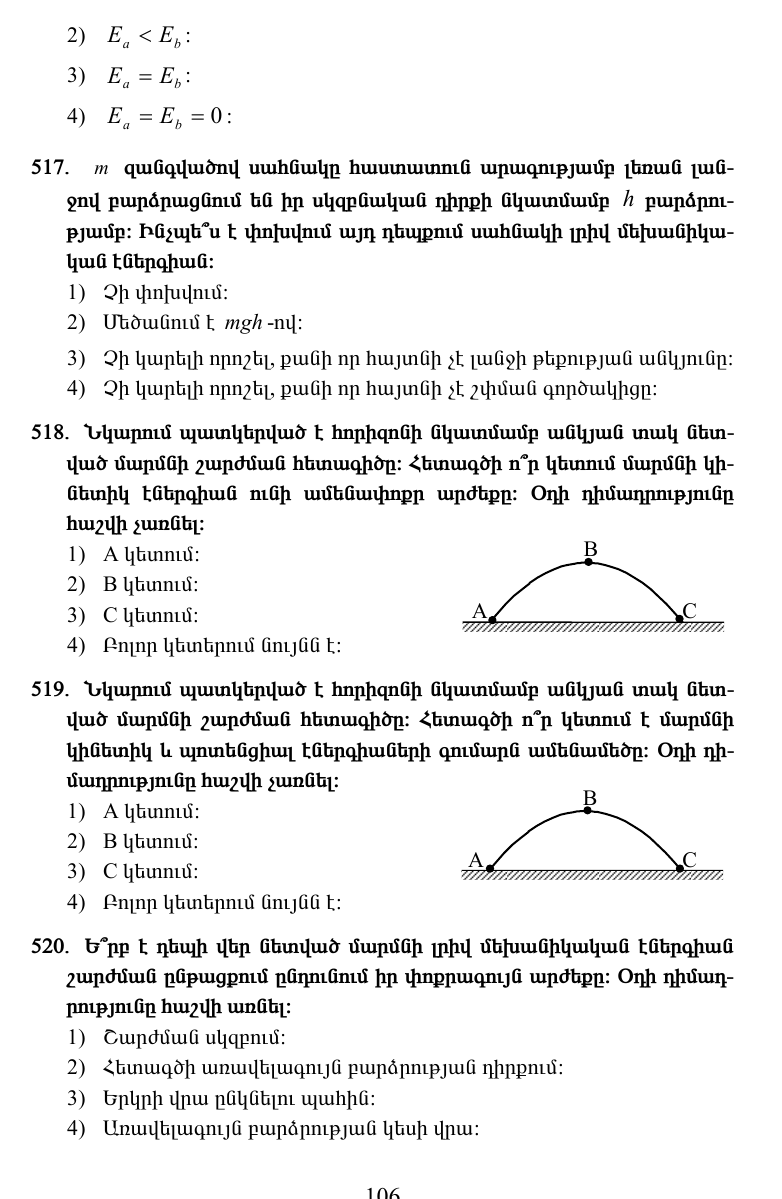 2) E_a < E_b :
3) E_a = E_b :
4) E_a = E_b = 0 :
517. m զանգվածով սահնակը հաստատուն արագությամբ լեռան լան-
ջով բարձրացնում են իր սկզբնական դիրքի նկատմամբ h բարձրու-
թյամբ: Ինչպե՞ս է փոխվում այդ դեպքում սահնակի լրիվ մեխանիկա-
կան էներգիան:
1) Չի փոխվում:
2) Մեծանում է mgh -ով:
3) Չի կարելի որոշել, քանի որ հայտնի չէ լանջի թեքության անկյունը:
4) Չի կարելի որոշել, քանի որ հայտնի չէ շփման գործակիցը:
518. Նկարում պատկերված է հորիզոնի նկատմամբ անկյան տակ նետ-
ված մարմնի շարժման հետագիծը: Հետագծի ո՞ր կետում մարմնի կի-
նետիկ էներգիան ունի ամենափոքր արժեքը: Օդի դիմադրությունը
հաշվի չառնել:
1) A կետում:
2) B կետում:
3) C կետում:
4) Բոլոր կետերում նույնն է:
B
A
C
519. Նկարում պատկերված է հորիզոնի նկատմամբ անկյան տակ նետ-
ված մարմնի շարժման հետագիծը: Հետագծի ո՞ր կետում է մարմնի
կինետիկ և պոտենցիալ էներգիաների գումարն ամենամեծը: Օդի դի-
մադրությունը հաշվի չառնել:
1) A կետում:
2) B կետում:
3) C կետում:
4) Բոլոր կետերում նույնն է:
B
A
C
520. Ե՞րբ է դեպի վեր նետված մարմնի լրիվ մեխանիկական էներգիան
շարժման ընթացքում ընդունում իր փոքրագույն արժեքը: Օդի դիմադ-
րությունը հաշվի առնել:
1) Շարժման սկզբում:
2) Հետագծի առավելագույն բարձրության դիրքում:
3) Երկրի վրա ընկնելու պահին:
4) Առավելագույն բարձրության կեսի վրա:
106